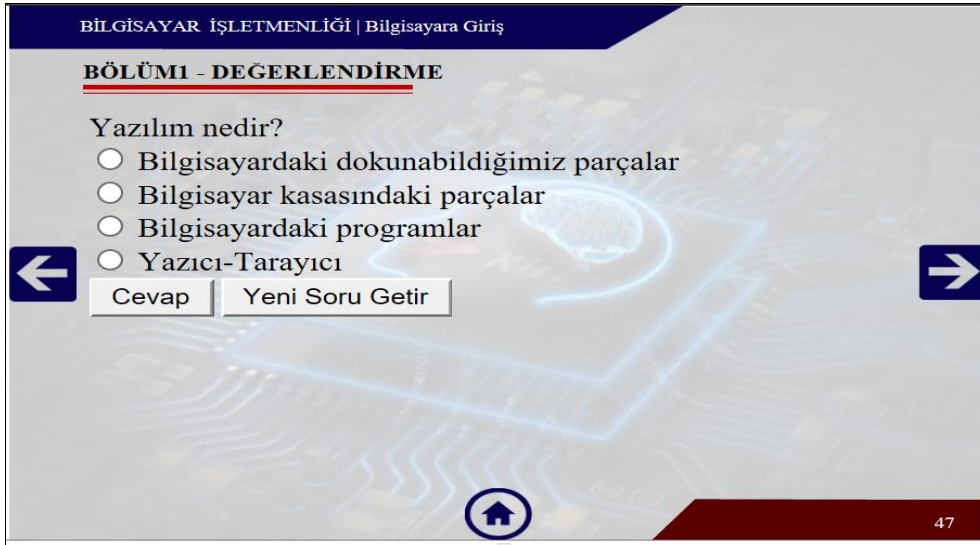 BİLGİSAYAR İŞLETMENLİĞİ | Bilgisayara Giriş
BÖLÜM1 - DEĞERLENDİRME
Yazılım nedir?
Bilgisayardaki dokunabildiğimiz parçalar
Bilgisayar kasasındaki parçalar
Bilgisayardaki programlar
Yazıcı-Tarayıcı
Cevap Yeni Soru Getir
47